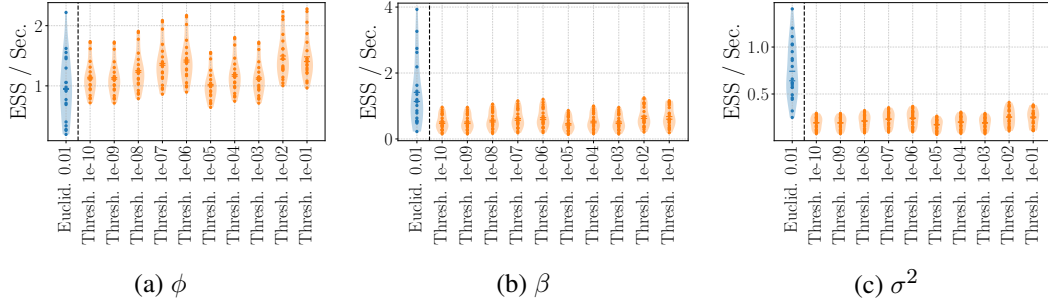 ESS / Sec.
2
1
Euclid. 0.01
Thresh. 1e-10
Thresh. 1e-09
Thresh. 1e-08
Thresh. 1e-07
Thresh. 1e-06
Thresh. 1e-05
Thresh. 1e-04
Thresh. 1e-03
Thresh. 1e-02
Thresh. 1e-01
(a) ϕ
ESS / Sec.
4
2
0
Euclid. 0.01
Thresh. 1e-10
Thresh. 1e-09
Thresh. 1e-08
Thresh. 1e-07
Thresh. 1e-06
Thresh. 1e-05
Thresh. 1e-04
Thresh. 1e-03
Thresh. 1e-02
Thresh. 1e-01
(b) β
ESS / Sec.
1.0
0.5
Euclid. 0.01
Thresh. 1e-10
Thresh. 1e-09
Thresh. 1e-08
Thresh. 1e-07
Thresh. 1e-06
Thresh. 1e-05
Thresh. 1e-04
Thresh. 1e-03
Thresh. 1e-02
Thresh. 1e-01
(c) σ²